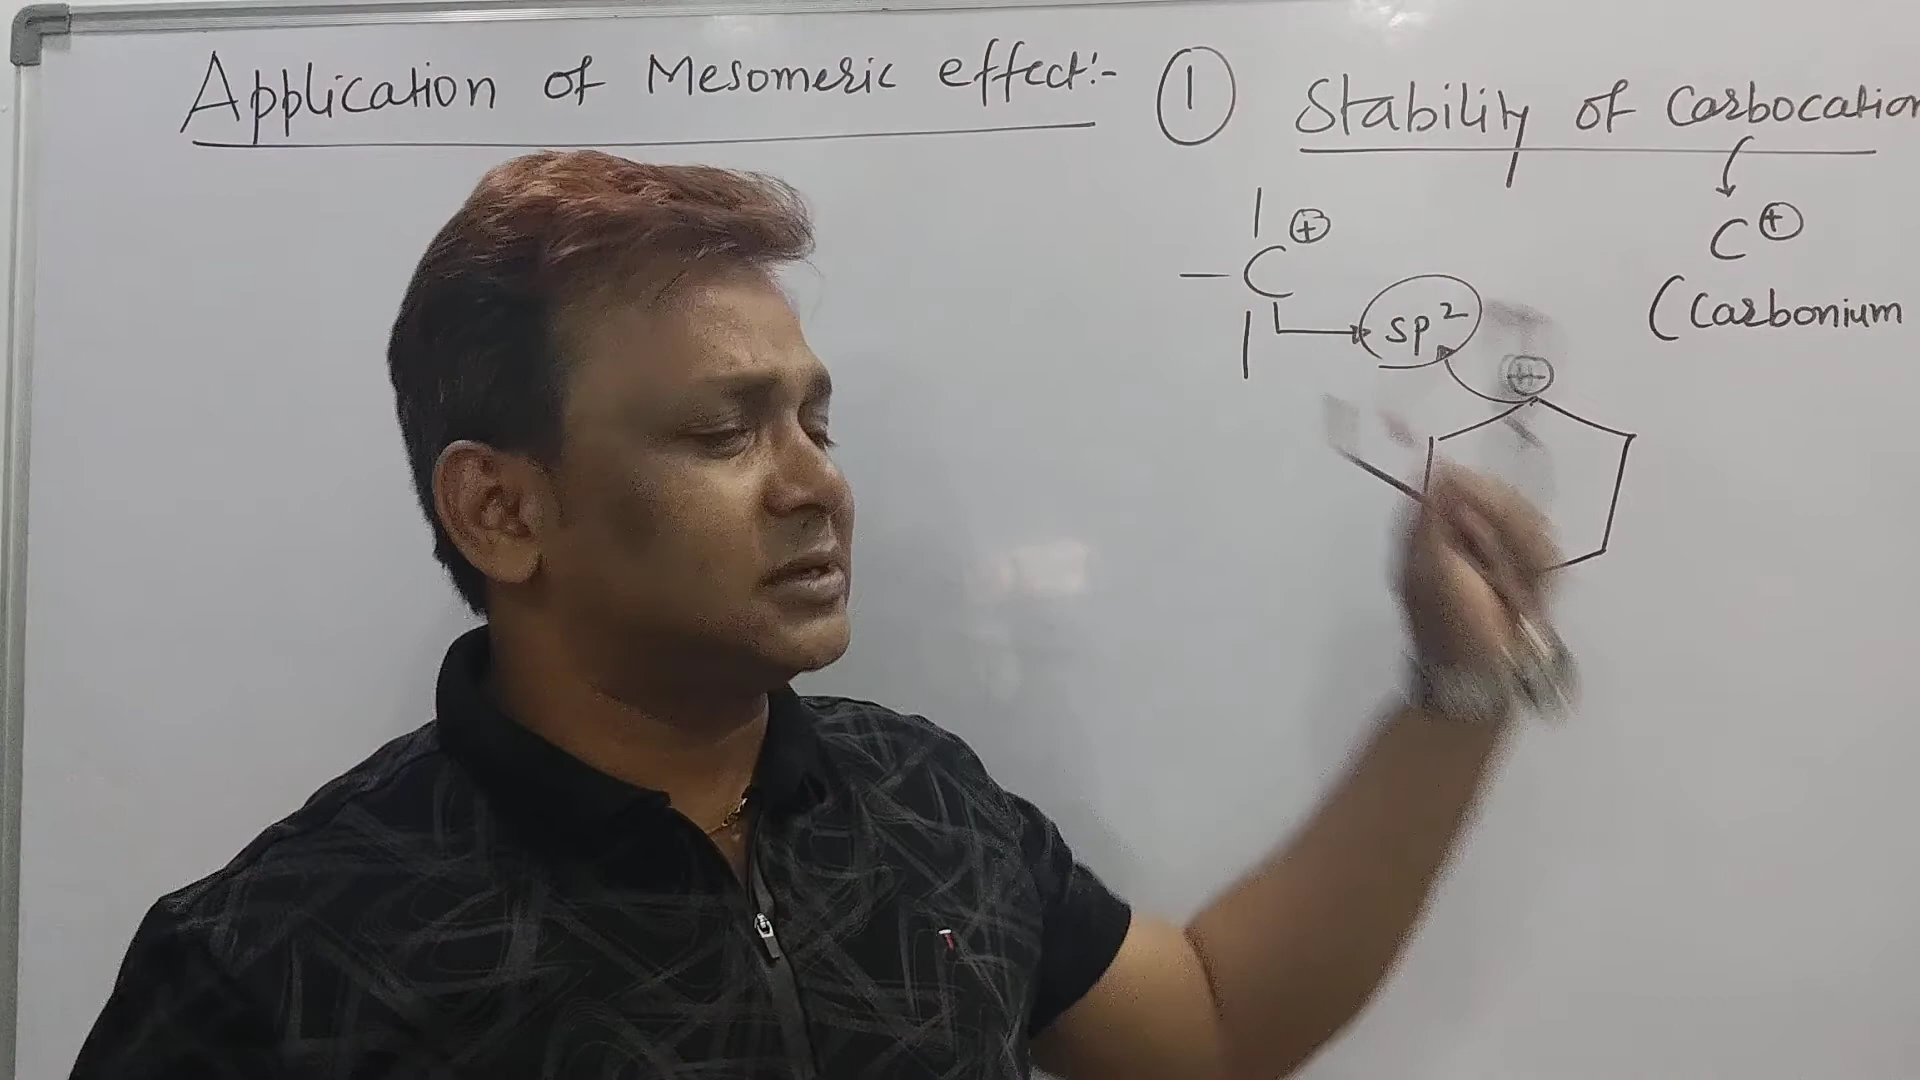 Application of Mesomeric effect:- ① Stability of Carbocation
C⊕
— C ⊕
(Carbonium
sp²
⊕